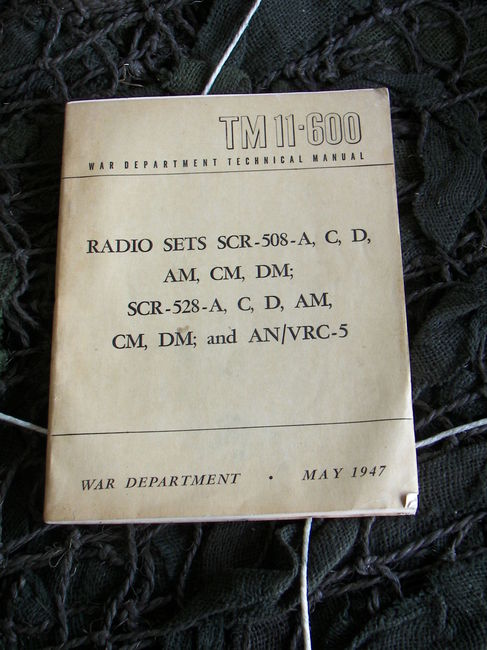 TM 11-600
WAR DEPARTMENT TECHNICAL MANUAL
RADIO SETS SCR-508-A, C, D,
AM, CM, DM;
SCR-528-A, C, D, AM,
CM, DM; and AN/VRC-5
WAR DEPARTMENT • MAY 1947